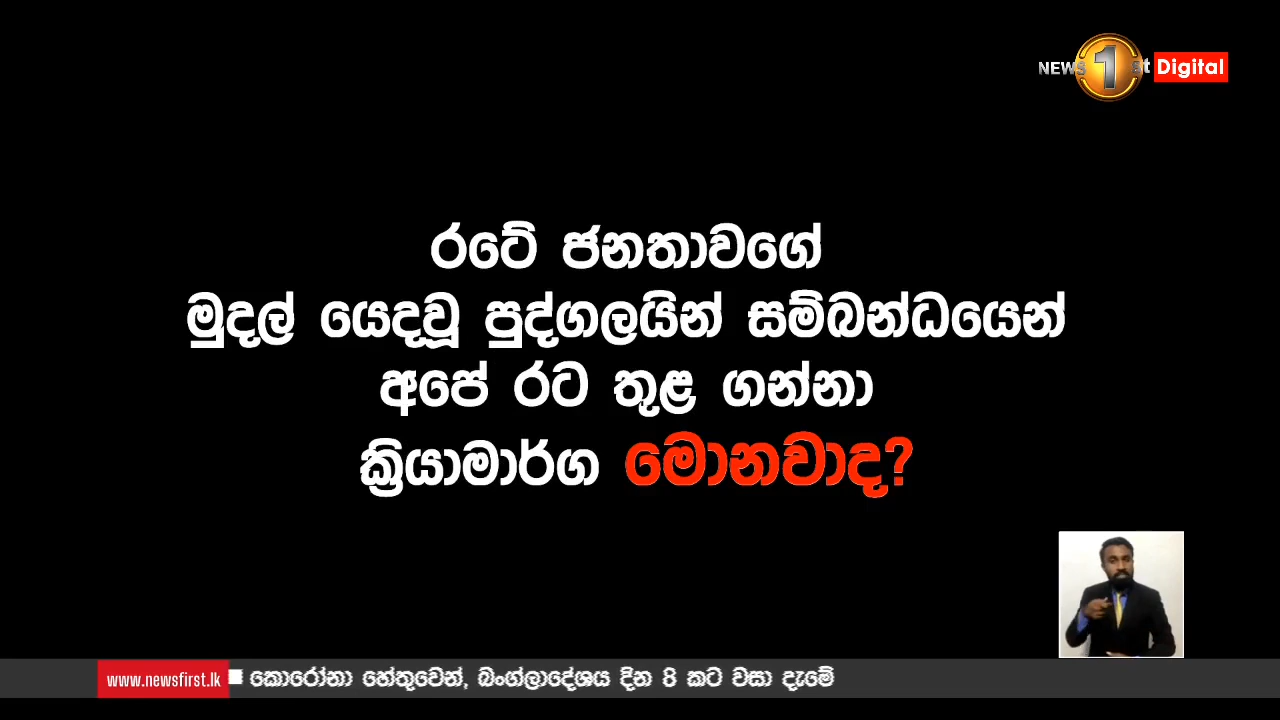 NEWS 1st Digital
රටේ ජනතාවගේ
මුදල් යෙදවූ පුද්ගලයින් සම්බන්ධයෙන්
අපේ රට තුළ ගන්නා
ක්‍රියාමාර්ග මොනවාද?
www.newsfirst.lk ■ කොරෝනා හේතුවෙන්, බංග්ලාදේශය දින 8 කට වසා දැමේ